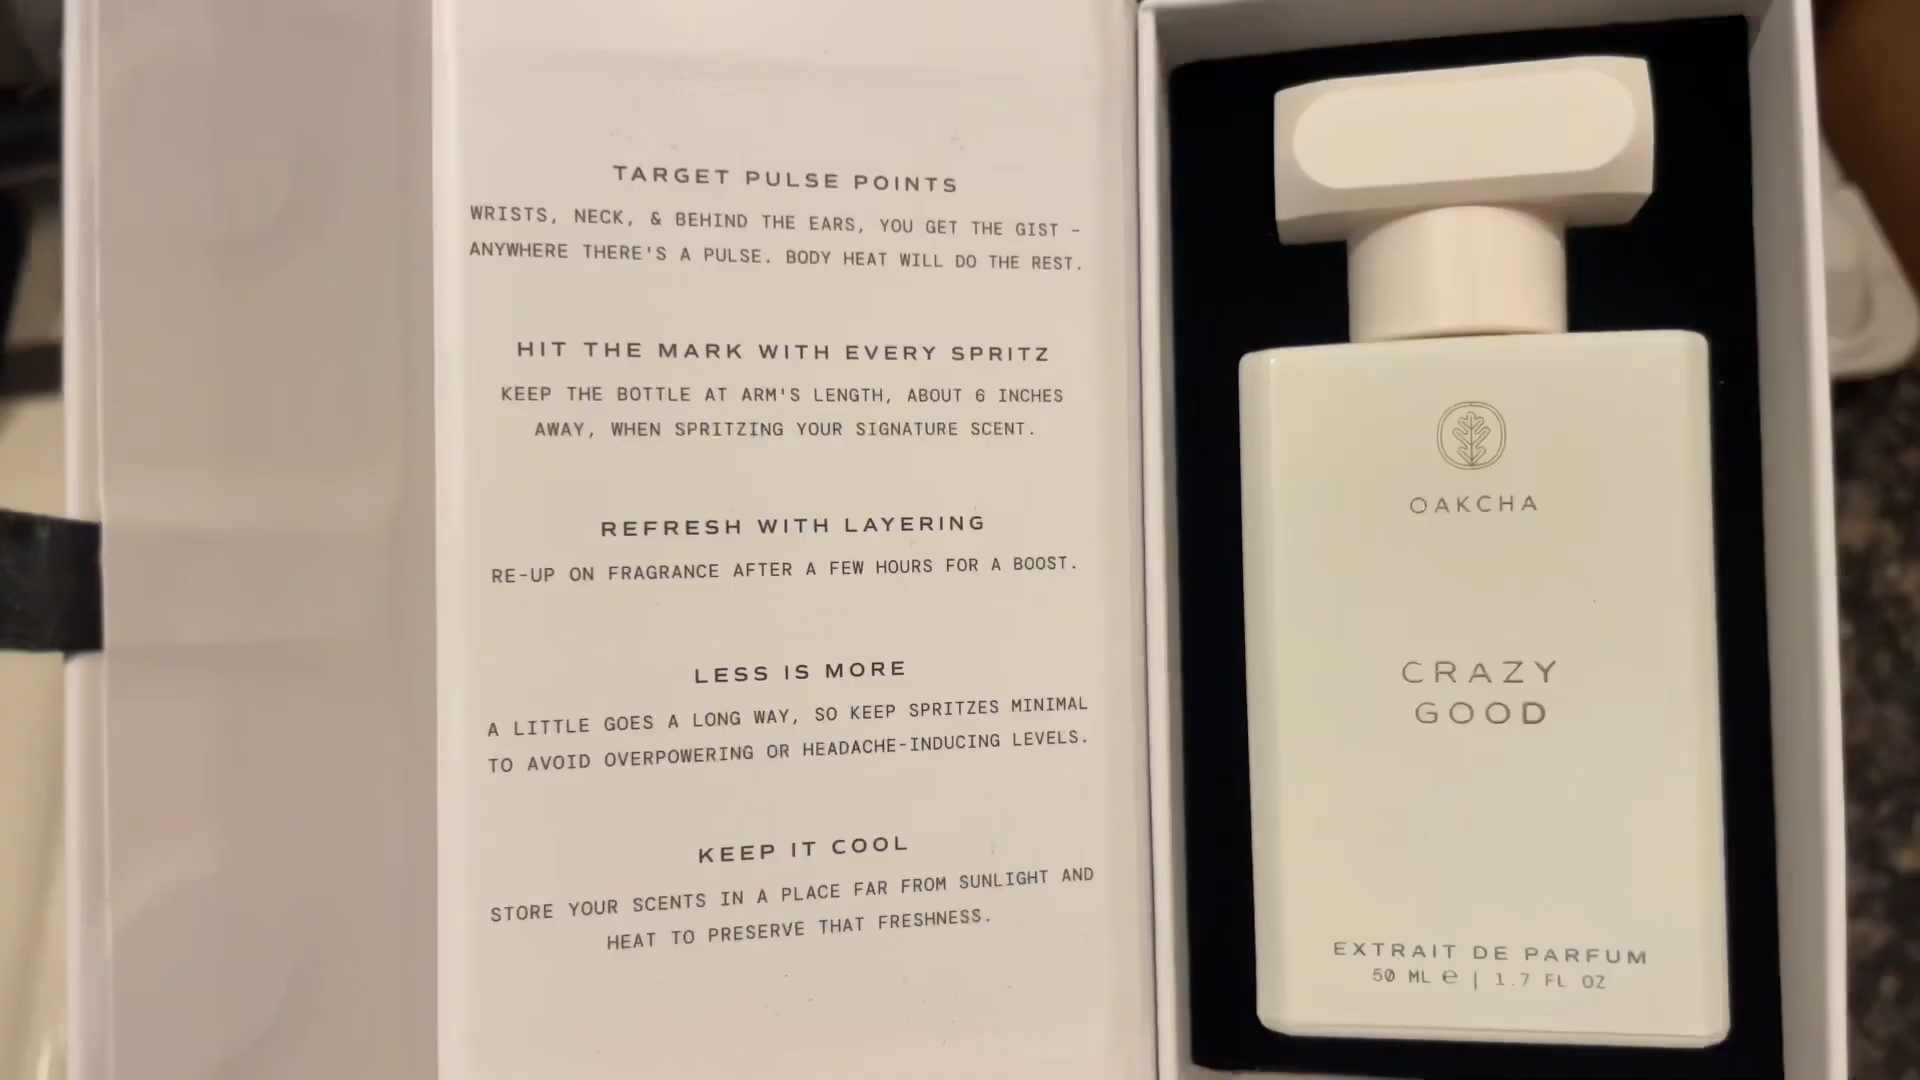 TARGET PULSE POINTS
WRISTS, NECK, & BEHIND THE EARS, YOU GET THE GIST -
ANYWHERE THERE'S A PULSE. BODY HEAT WILL DO THE REST.
HIT THE MARK WITH EVERY SPRITZ
KEEP THE BOTTLE AT ARM'S LENGTH, ABOUT 6 INCHES
AWAY, WHEN SPRITZING YOUR SIGNATURE SCENT.
REFRESH WITH LAYERING
RE-UP ON FRAGRANCE AFTER A FEW HOURS FOR A BOOST.
LESS IS MORE
A LITTLE GOES A LONG WAY, SO KEEP SPRITZES MINIMAL
TO AVOID OVERPOWERING OR HEADACHE-INDUCING LEVELS.
KEEP IT COOL
STORE YOUR SCENTS IN A PLACE FAR FROM SUNLIGHT AND
HEAT TO PRESERVE THAT FRESHNESS.
OAKCHA
CRAZY
GOOD
EXTRAIT DE PARFUM
50 ML ℮ | 1.7 FL OZ